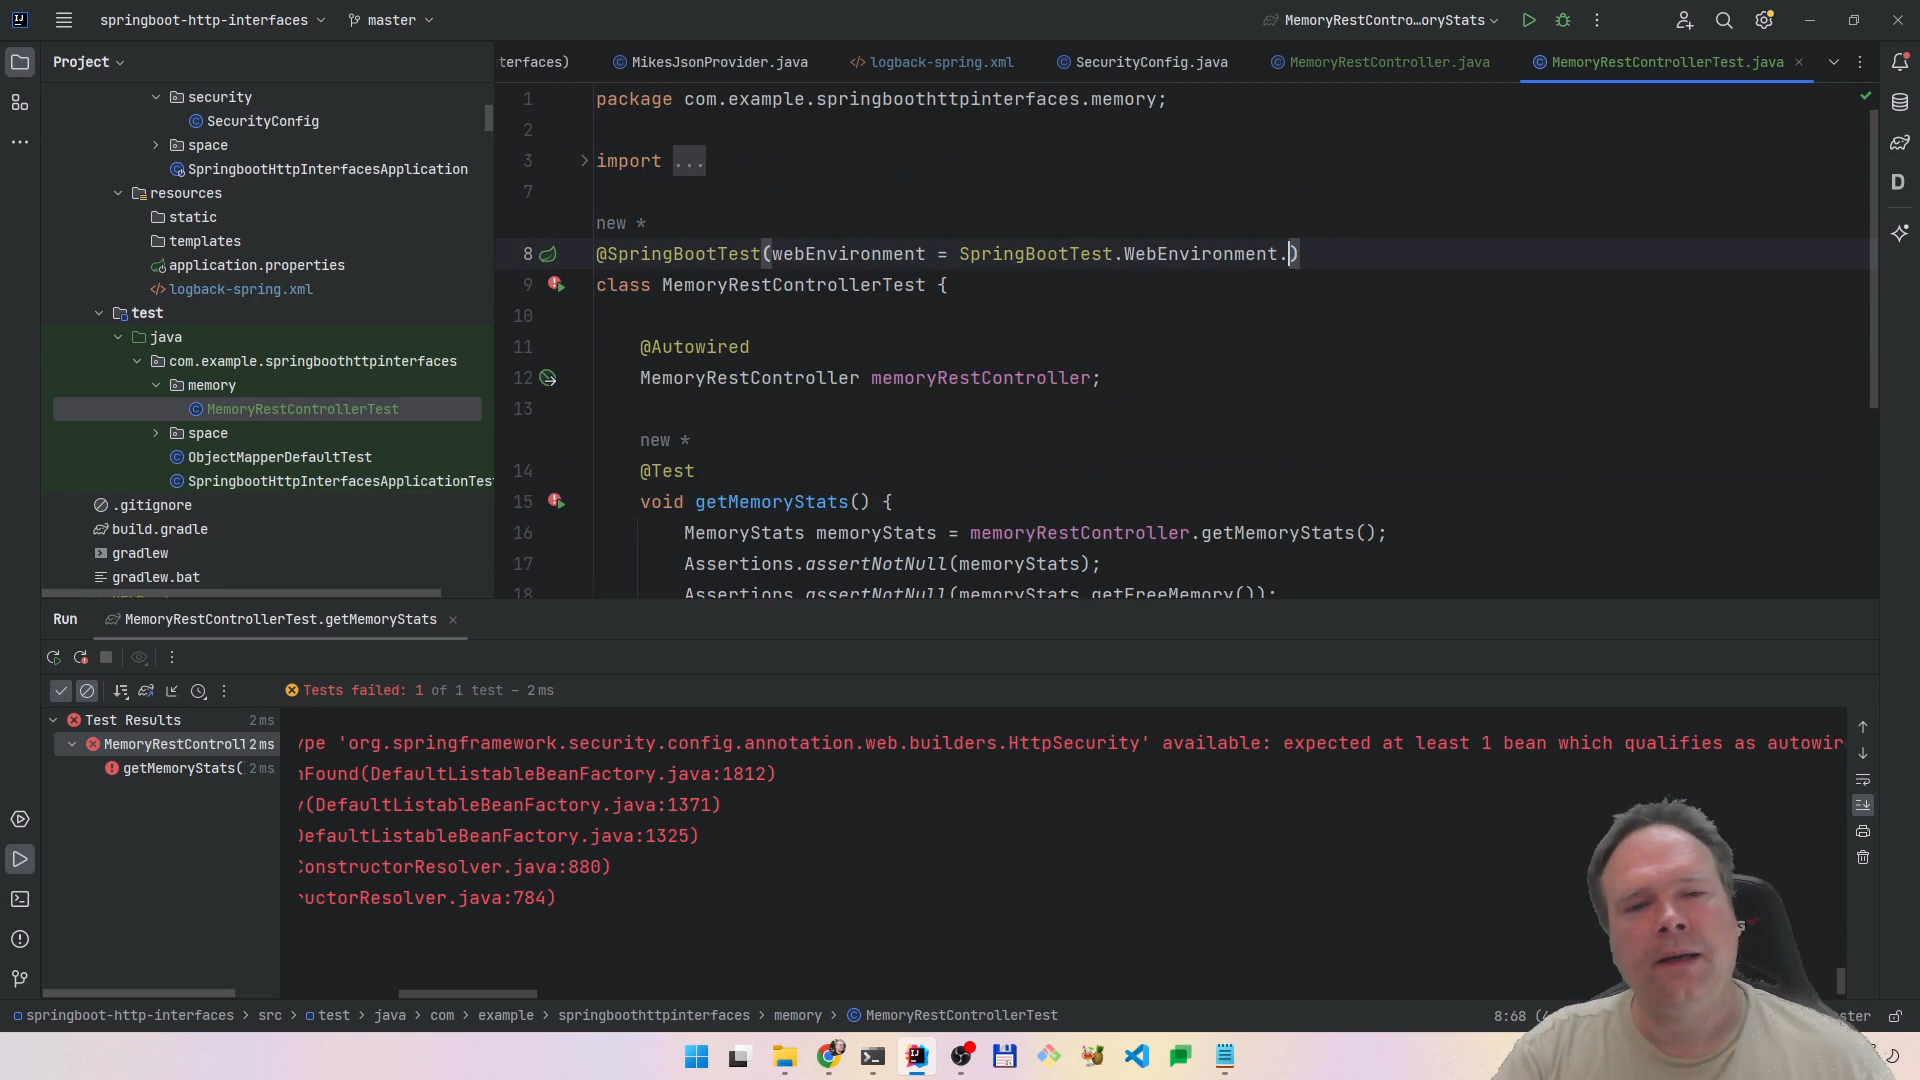 springboot-http-interfaces
master
MemoryRestContro...oryStats
Project
terfaces)
MikesJsonProvider.java
logback-spring.xml
SecurityConfig.java
MemoryRestController.java
MemoryRestControllerTest.java
security
SecurityConfig
space
SpringbootHttpInterfacesApplication
resources
static
templates
application.properties
logback-spring.xml
test
java
com.example.springboothttpinterfaces
memory
MemoryRestControllerTest
space
ObjectMapperDefaultTest
SpringbootHttpInterfacesApplicationTes
.gitignore
build.gradle
gradlew
gradlew.bat
1 package com.example.springboothttpinterfaces.memory;
2
3 import ...
7
new *
8 @SpringBootTest(webEnvironment = SpringBootTest.WebEnvironment.)
9 class MemoryRestControllerTest {
10
11 @Autowired
12 MemoryRestController memoryRestController;
13
new *
14 @Test
15 void getMemoryStats() {
16 MemoryStats memoryStats = memoryRestController.getMemoryStats();
17 Assertions.assertNotNull(memoryStats);
18 Assertions.assertNotNull(memoryStats.getFreeMemory());
Run
MemoryRestControllerTest.getMemoryStats
Tests failed: 1 of 1 test – 2 ms
Test Results 2 ms
MemoryRestControll 2 ms
getMemoryStats( 2 ms
ype 'org.springframework.security.config.annotation.web.builders.HttpSecurity' available: expected at least 1 bean which qualifies as autowir
nFound(DefaultListableBeanFactory.java:1812)
y(DefaultListableBeanFactory.java:1371)
DefaultListableBeanFactory.java:1325)
ConstructorResolver.java:880)
ructorResolver.java:784)
springboot-http-interfaces > src > test > java > com > example > springboothttpinterfaces > memory > MemoryRestControllerTest
8:68
ster